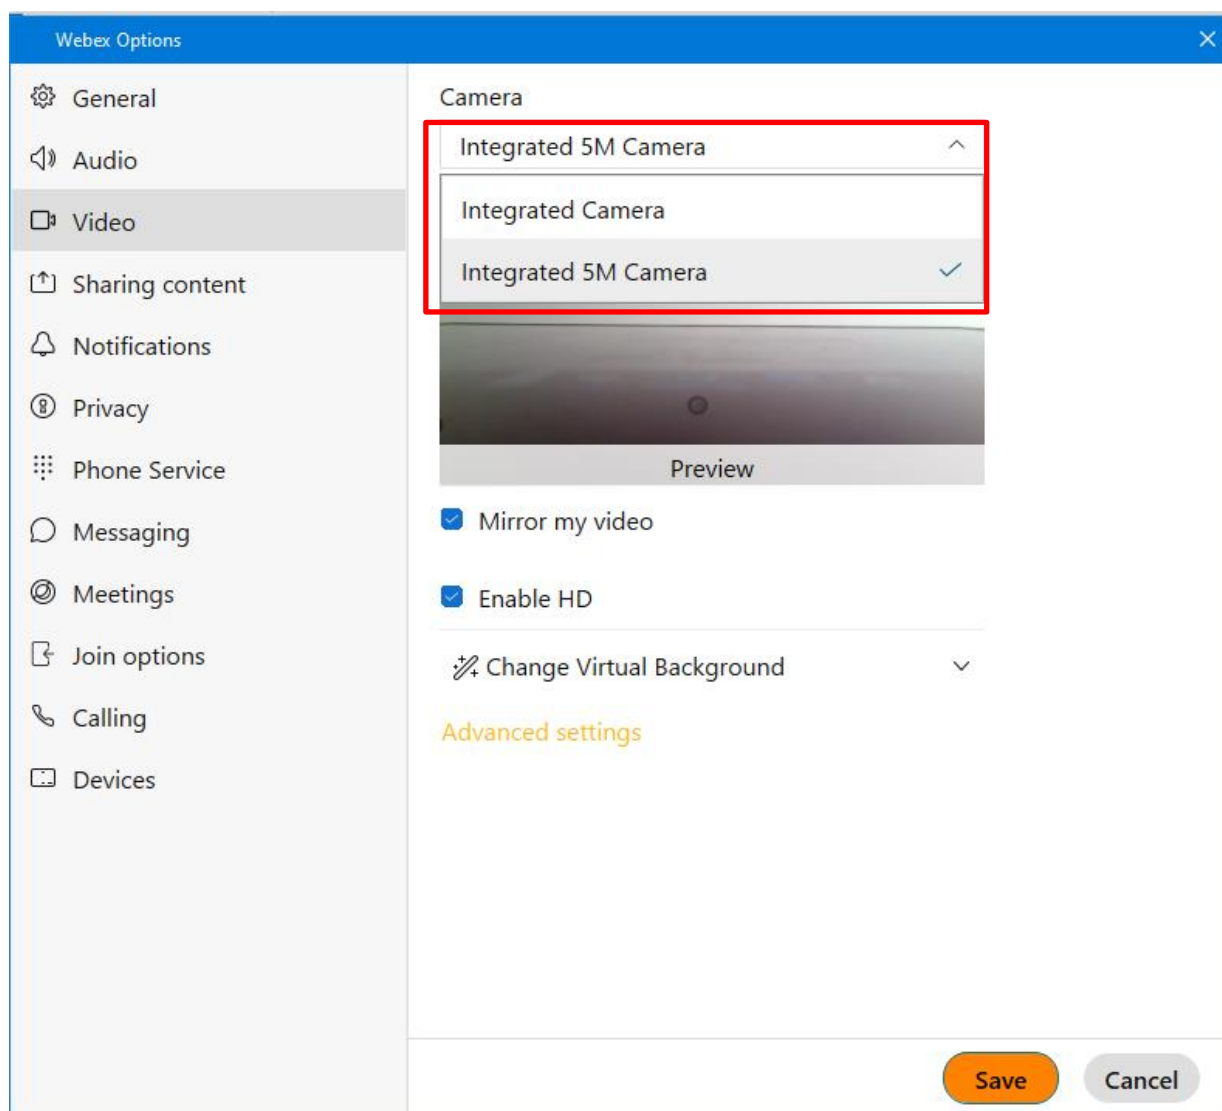 Webex Options
General
Audio
Video
Sharing content
Notifications
Privacy
Phone Service
Messaging
Meetings
Join options
Calling
Devices
Camera
Integrated 5M Camera
Integrated Camera
Integrated 5M Camera
Preview
Mirror my video
Enable HD
Change Virtual Background
Advanced settings
Save
Cancel